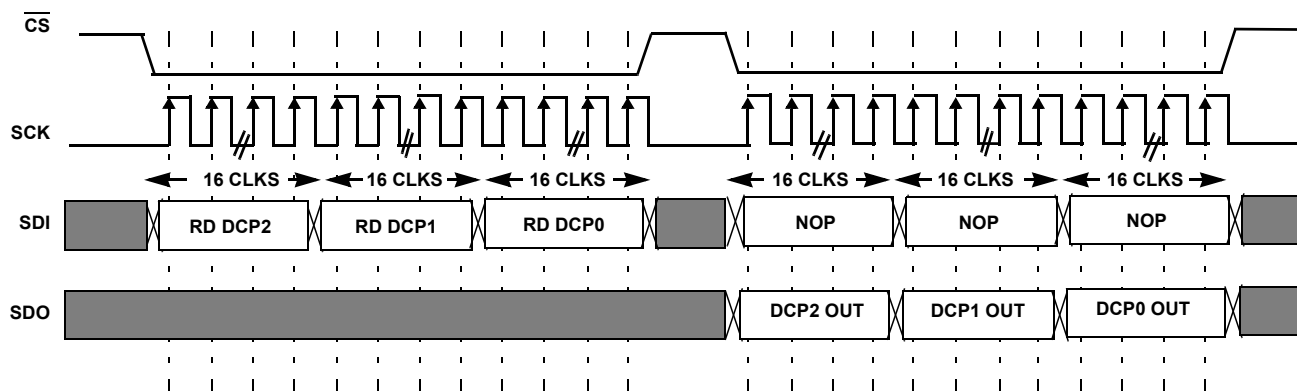 CS
SCK
16 CLKS 16 CLKS 16 CLKS 16 CLKS 16 CLKS 16 CLKS
SDI RD DCP2 RD DCP1 RD DCP0 NOP NOP NOP
SDO DCP2 OUT DCP1 OUT DCP0 OUT